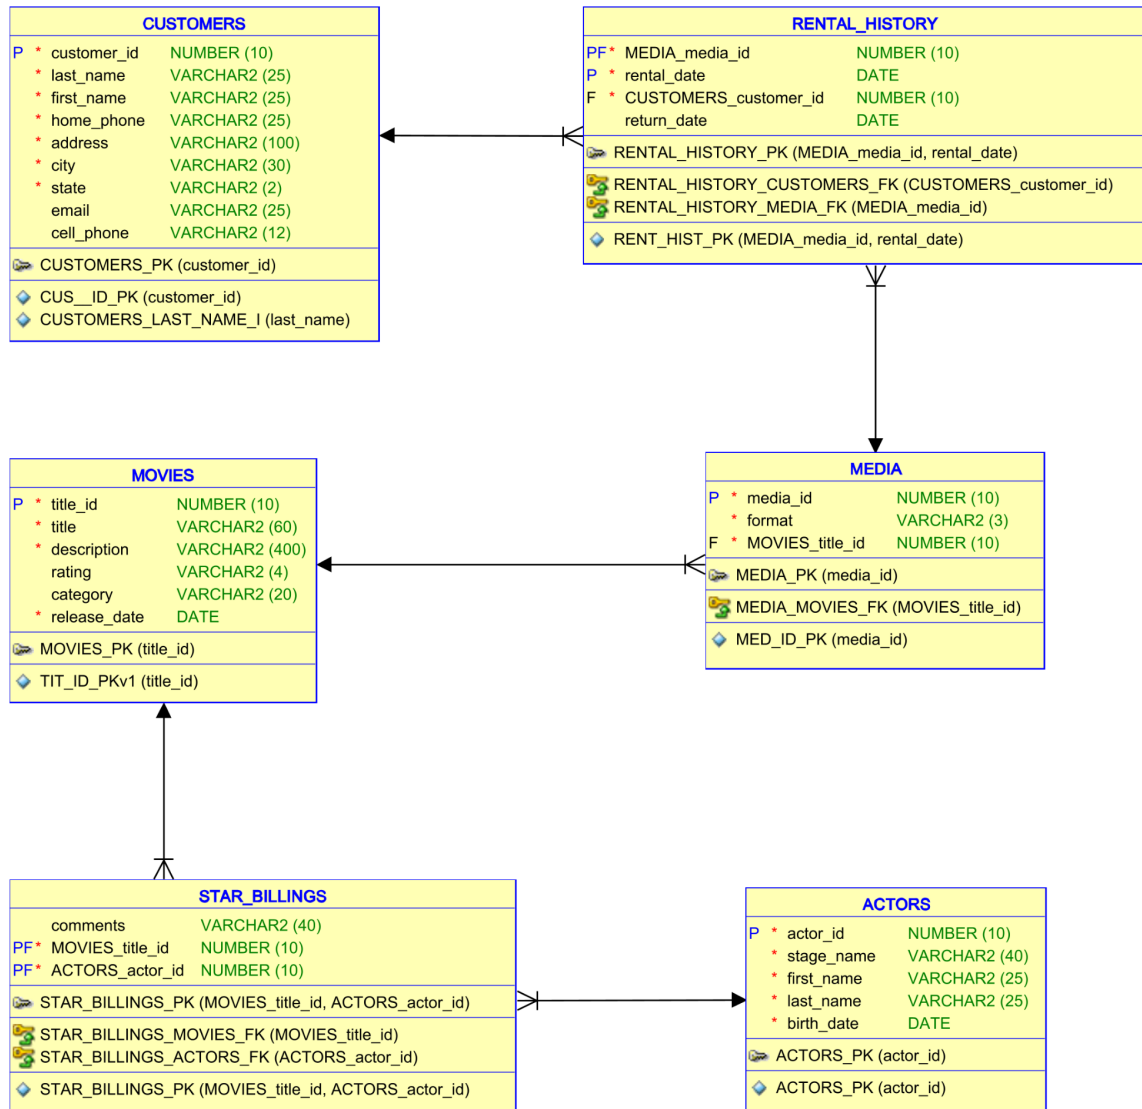 CUSTOMERS
P * customer_id NUMBER (10)
* last_name VARCHAR2 (25)
* first_name VARCHAR2 (25)
* home_phone VARCHAR2 (25)
* address VARCHAR2 (100)
* city VARCHAR2 (30)
* state VARCHAR2 (2)
email VARCHAR2 (25)
cell_phone VARCHAR2 (12)
CUSTOMERS_PK (customer_id)
CUS__ID_PK (customer_id)
CUSTOMERS_LAST_NAME_I (last_name)
RENTAL_HISTORY
PF* MEDIA_media_id NUMBER (10)
P * rental_date DATE
F * CUSTOMERS_customer_id NUMBER (10)
return_date DATE
RENTAL_HISTORY_PK (MEDIA_media_id, rental_date)
RENTAL_HISTORY_CUSTOMERS_FK (CUSTOMERS_customer_id)
RENTAL_HISTORY_MEDIA_FK (MEDIA_media_id)
RENT_HIST_PK (MEDIA_media_id, rental_date)
MOVIES
P * title_id NUMBER (10)
* title VARCHAR2 (60)
* description VARCHAR2 (400)
rating VARCHAR2 (4)
category VARCHAR2 (20)
* release_date DATE
MOVIES_PK (title_id)
TIT_ID_PKv1 (title_id)
MEDIA
P * media_id NUMBER (10)
* format VARCHAR2 (3)
F * MOVIES_title_id NUMBER (10)
MEDIA_PK (media_id)
MEDIA_MOVIES_FK (MOVIES_title_id)
MED_ID_PK (media_id)
STAR_BILLINGS
comments VARCHAR2 (40)
PF* MOVIES_title_id NUMBER (10)
PF* ACTORS_actor_id NUMBER (10)
STAR_BILLINGS_PK (MOVIES_title_id, ACTORS_actor_id)
STAR_BILLINGS_MOVIES_FK (MOVIES_title_id)
STAR_BILLINGS_ACTORS_FK (ACTORS_actor_id)
STAR_BILLINGS_PK (MOVIES_title_id, ACTORS_actor_id)
ACTORS
P * actor_id NUMBER (10)
* stage_name VARCHAR2 (40)
* first_name VARCHAR2 (25)
* last_name VARCHAR2 (25)
* birth_date DATE
ACTORS_PK (actor_id)
ACTORS_PK (actor_id)